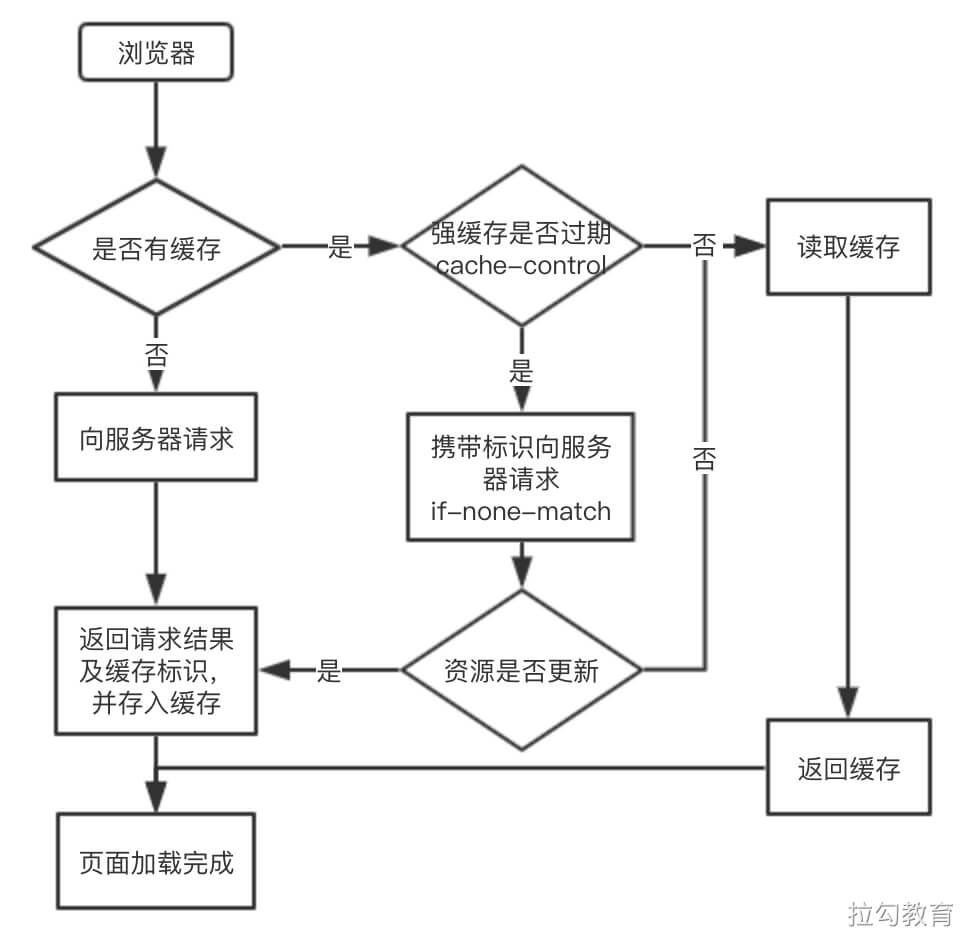 浏览器
是否有缓存
是
强缓存是否过期
cache-control
否
读取缓存
否
是
向服务器请求
携带标识向服务
器请求
if-none-match
否
返回请求结果
及缓存标识，
并存入缓存
是
资源是否更新
返回缓存
页面加载完成
拉勾教育